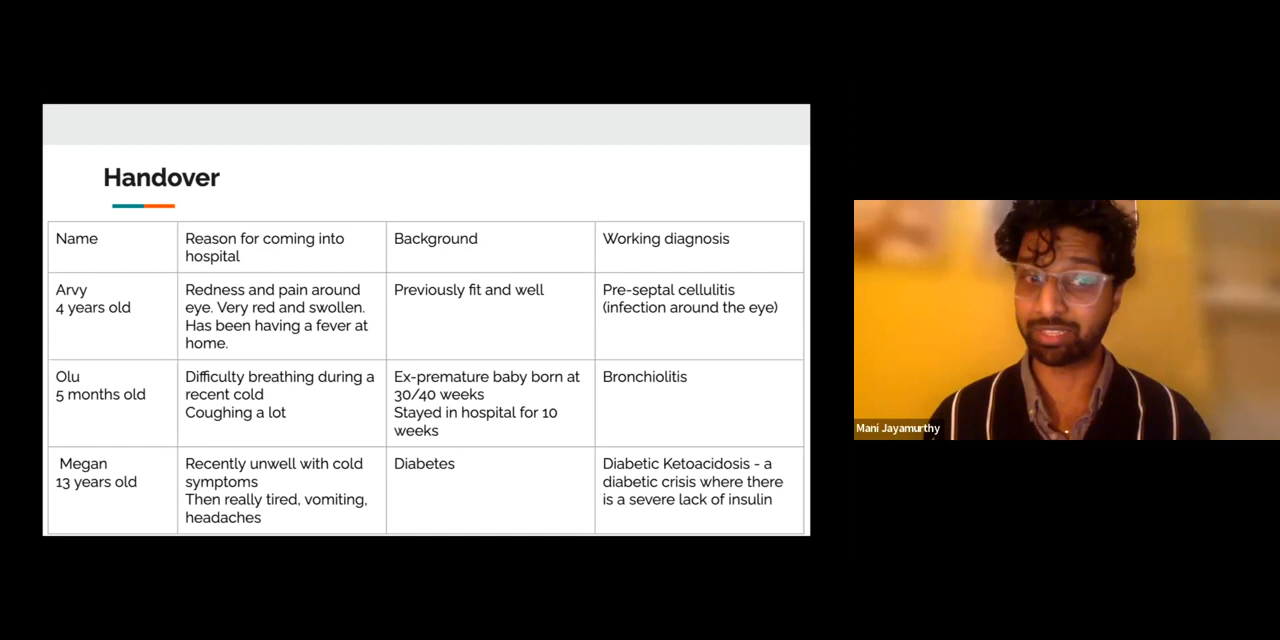 Handover
Name
Reason for coming into
hospital
Background
Working diagnosis
Arvy
4 years old
Redness and pain around
eye. Very red and swollen.
Has been having a fever at
home.
Previously fit and well
Pre-septal cellulitis
(infection around the eye)
Olu
5 months old
Difficulty breathing during a
recent cold
Coughing a lot
Ex-premature baby born at
30/40 weeks
Stayed in hospital for 10
weeks
Bronchiolitis
Megan
13 years old
Recently unwell with cold
symptoms
Then really tired, vomiting,
headaches
Diabetes
Diabetic Ketoacidosis - a
diabetic crisis where there
is a severe lack of insulin
Mani Jayamurthy